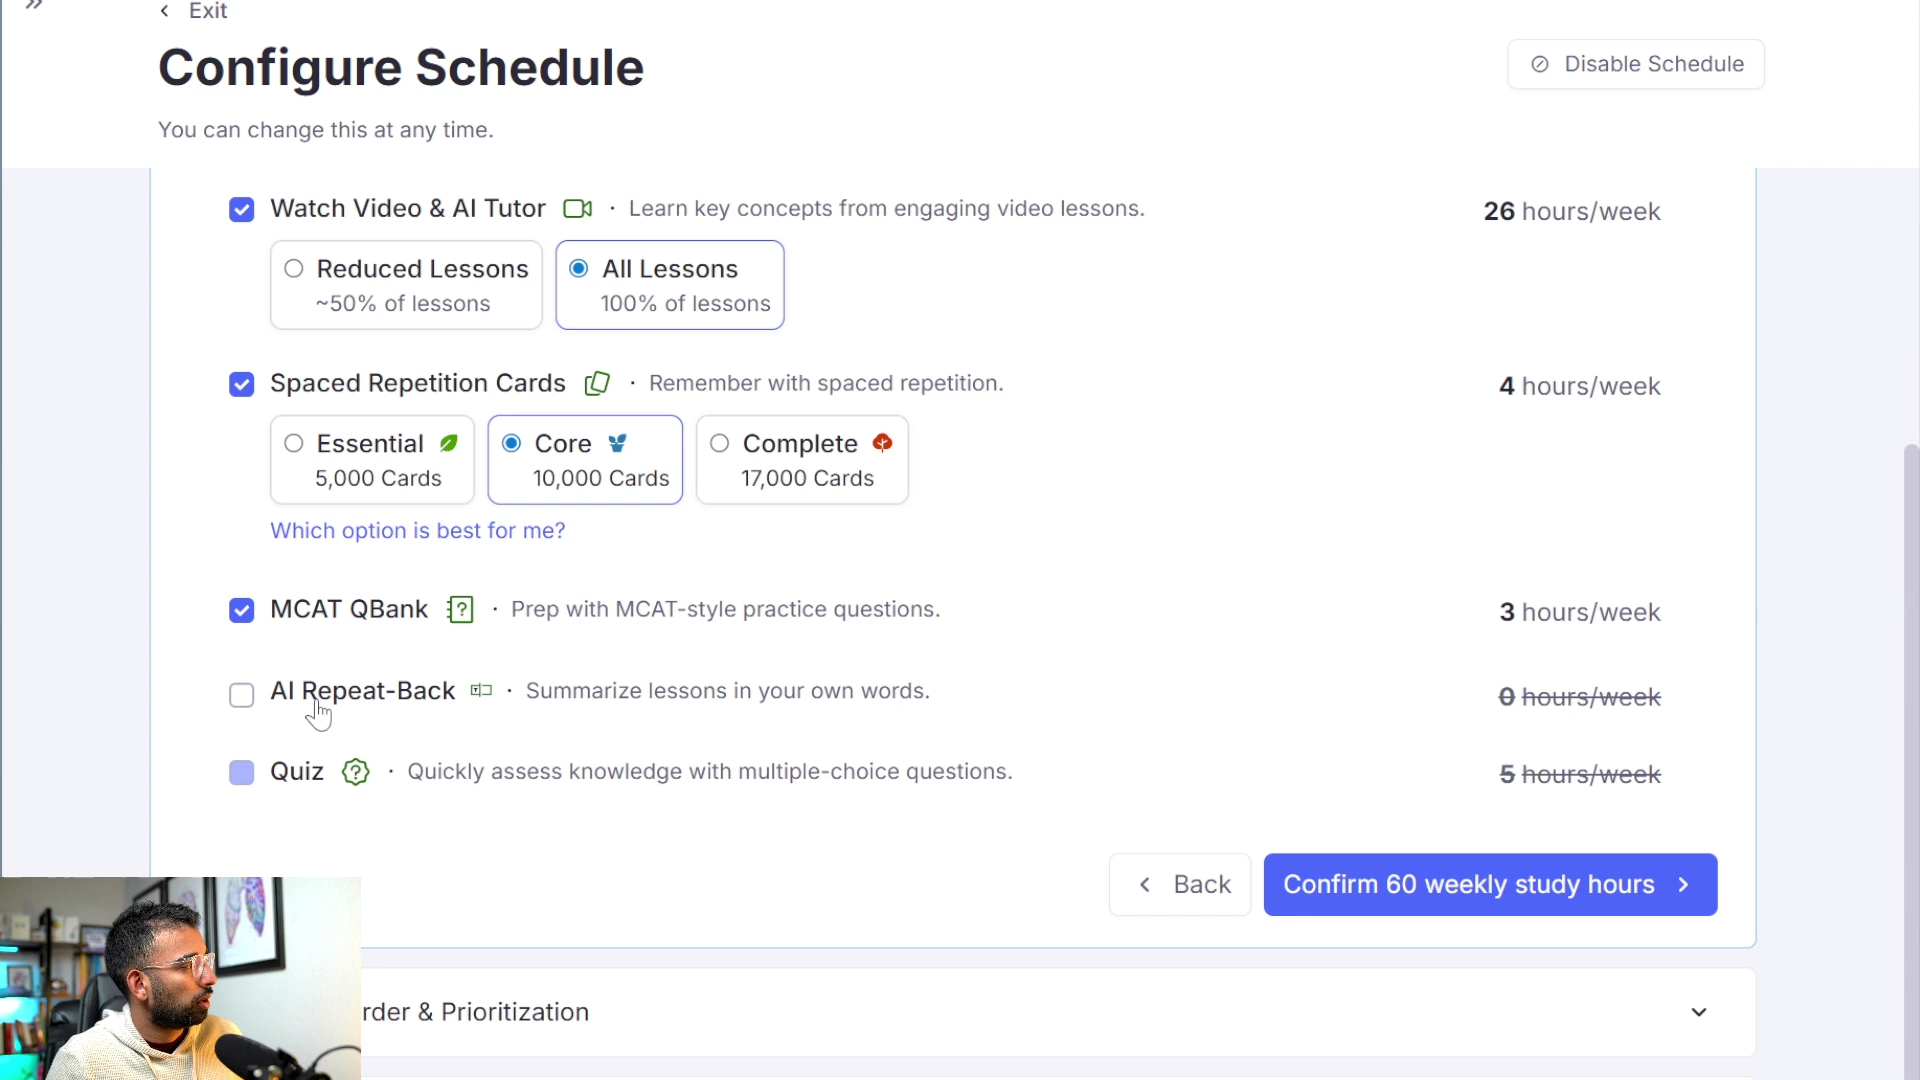 Exit
Configure Schedule
Disable Schedule
You can change this at any time.
Watch Video & AI Tutor · Learn key concepts from engaging video lessons. 26 hours/week
Reduced Lessons All Lessons
~50% of lessons 100% of lessons
Spaced Repetition Cards · Remember with spaced repetition. 4 hours/week
Essential Core Complete
5,000 Cards 10,000 Cards 17,000 Cards
Which option is best for me?
MCAT QBank · Prep with MCAT-style practice questions. 3 hours/week
AI Repeat-Back · Summarize lessons in your own words. 0 hours/week
Quiz · Quickly assess knowledge with multiple-choice questions. 5 hours/week
Back Confirm 60 weekly study hours
rder & Prioritization